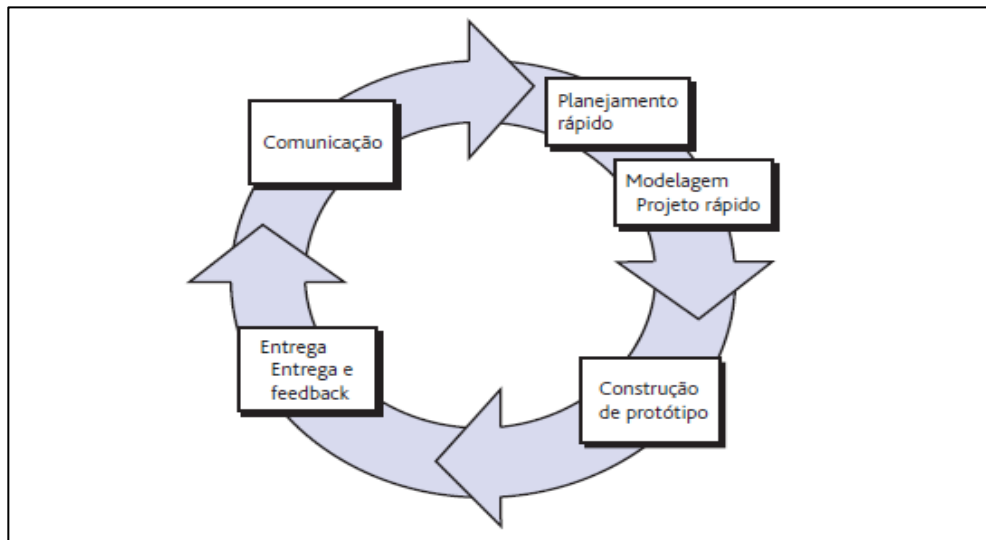 Comunicação
Planejamento
rápido
Modelagem
Projeto rápido
Construção
de protótipo
Entrega
Entrega e
feedback